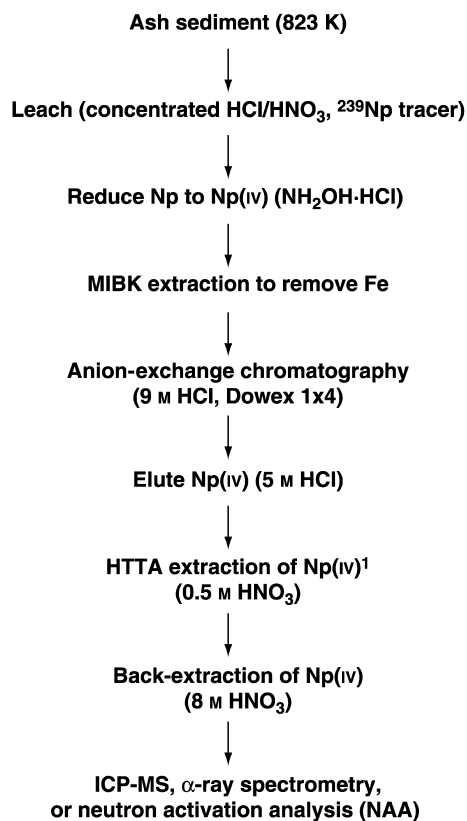 Ash sediment (823 K)
Leach (concentrated HCl/HNO₃, ²³⁹Np tracer)
Reduce Np to Np(IV) (NH₂OH·HCl)
MIBK extraction to remove Fe
Anion-exchange chromatography
(9 M HCl, Dowex 1x4)
Elute Np(IV) (5 M HCl)
HTTA extraction of Np(IV)¹
(0.5 M HNO₃)
Back-extraction of Np(IV)
(8 M HNO₃)
ICP-MS, α-ray spectrometry,
or neutron activation analysis (NAA)